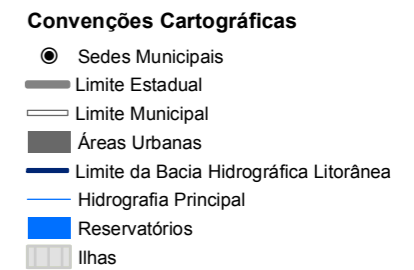 Convenções Cartográficas
Sedes Municipais
Limite Estadual
Limite Municipal
Áreas Urbanas
Limite da Bacia Hidrográfica Litorânea
Hidrografia Principal
Reservatórios
Ilhas